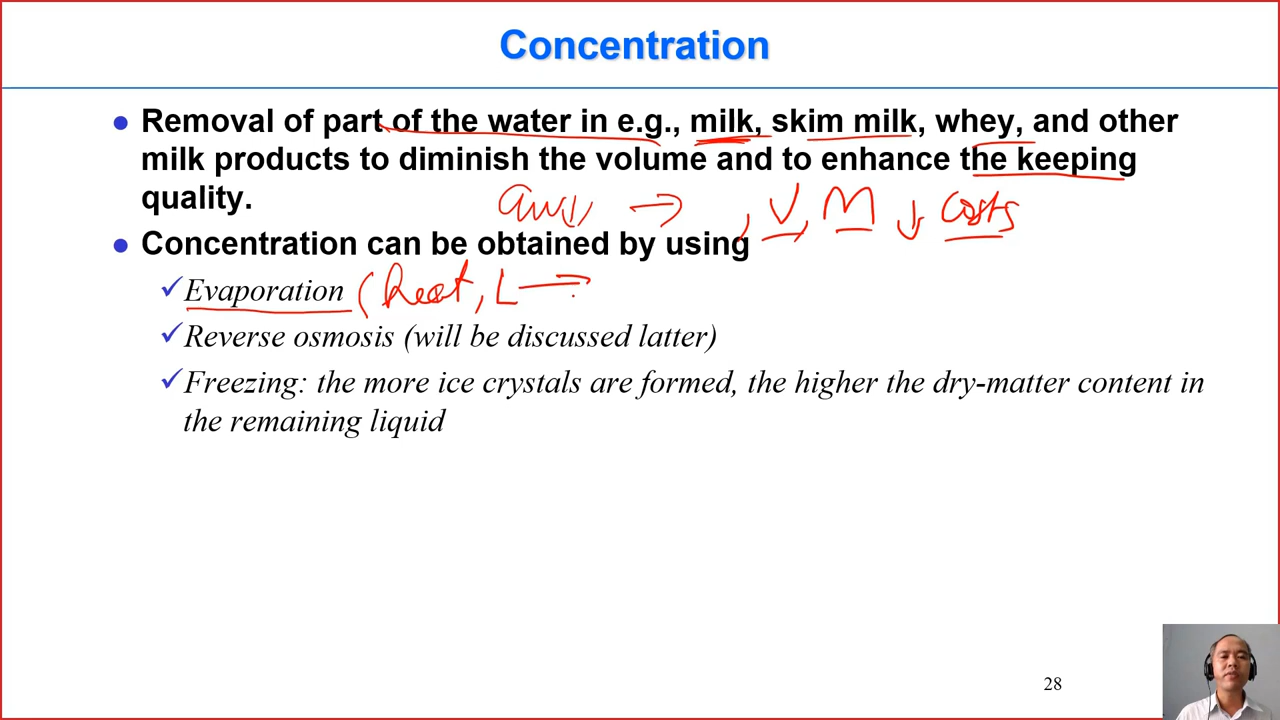 Concentration
● Removal of part of the water in e.g., milk, skim milk, whey, and other
milk products to diminish the volume and to enhance the keeping
quality.
→ , V, M ↓ costs
● Concentration can be obtained by using
✓Evaporation (heat, L →
✓Reverse osmosis (will be discussed latter)
✓Freezing: the more ice crystals are formed, the higher the dry-matter content in
the remaining liquid
28